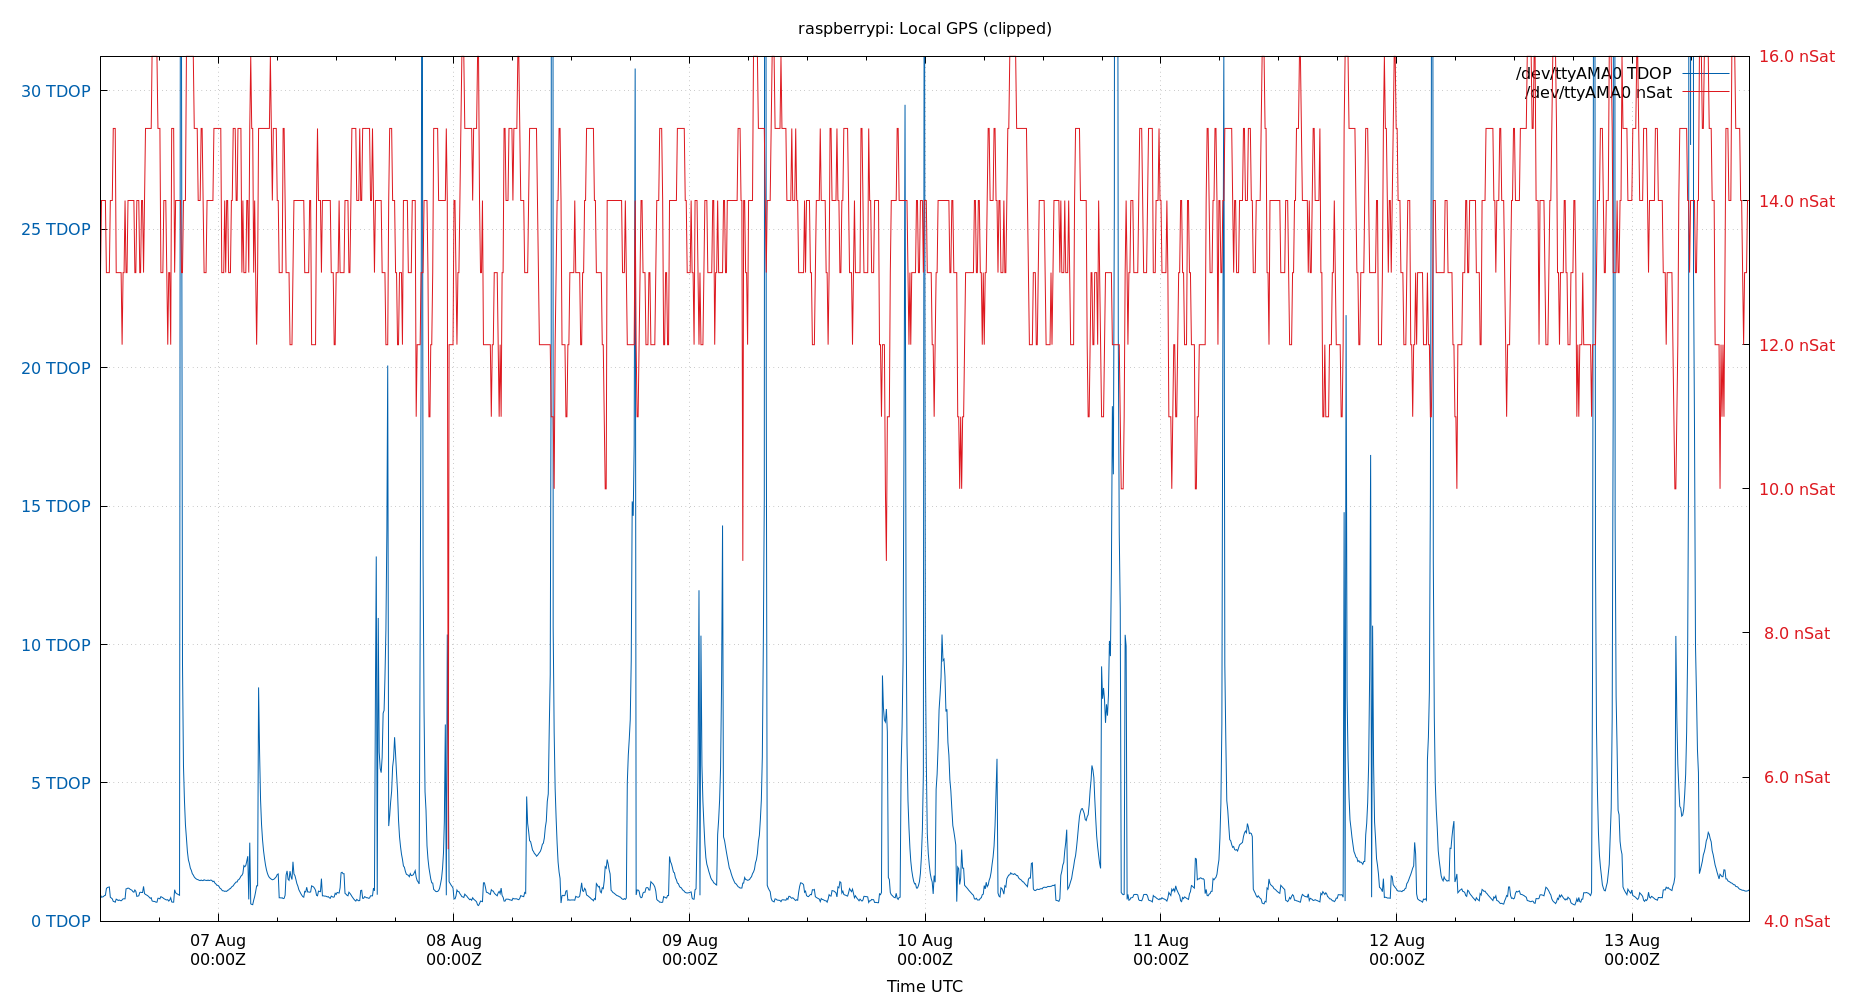 raspberrypi: Local GPS (clipped)
/dev/ttyAMA0 TDOP
/dev/ttyAMA0 nSat
30 TDOP
25 TDOP
20 TDOP
15 TDOP
10 TDOP
5 TDOP
0 TDOP
16.0 nSat
14.0 nSat
12.0 nSat
10.0 nSat
8.0 nSat
6.0 nSat
4.0 nSat
07 Aug
00:00Z
08 Aug
00:00Z
09 Aug
00:00Z
10 Aug
00:00Z
11 Aug
00:00Z
12 Aug
00:00Z
13 Aug
00:00Z
Time UTC